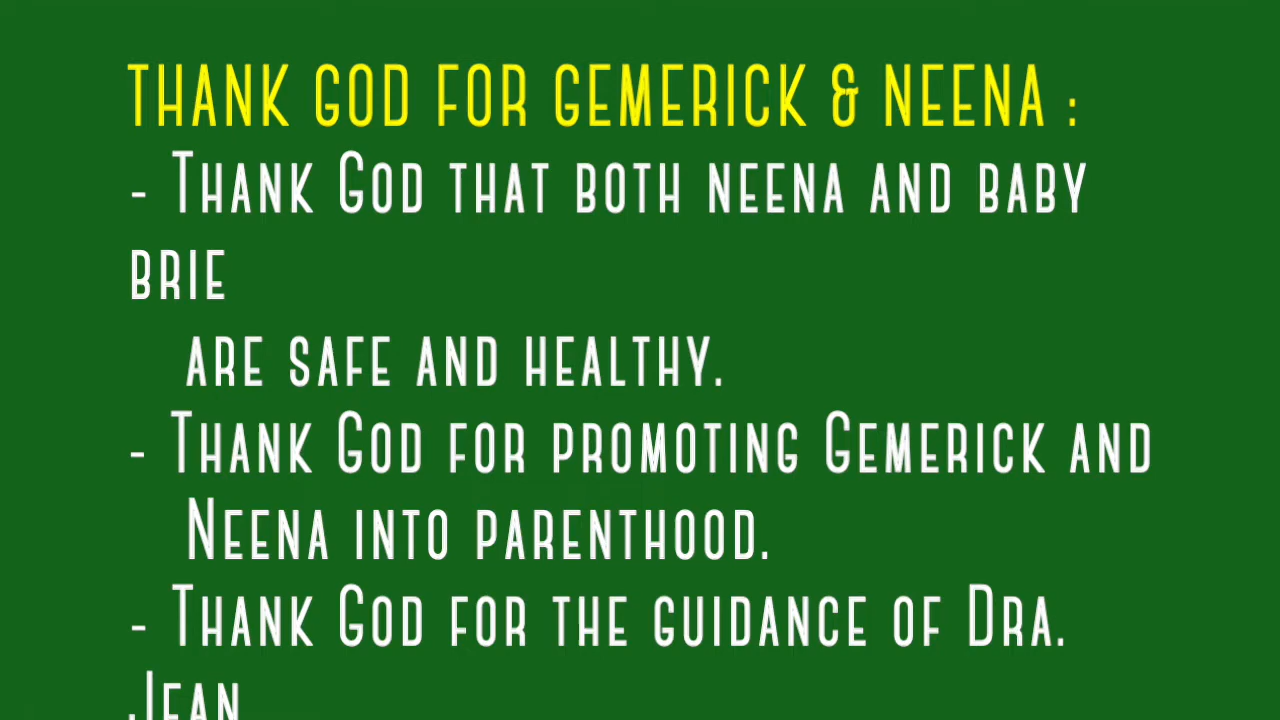 THANK GOD FOR GEMERICK & NEENA :
- THANK GOD THAT BOTH NEENA AND BABY
BRIE
ARE SAFE AND HEALTHY.
- THANK GOD FOR PROMOTING GEMERICK AND
NEENA INTO PARENTHOOD.
- THANK GOD FOR THE GUIDANCE OF DRA.
JEAN